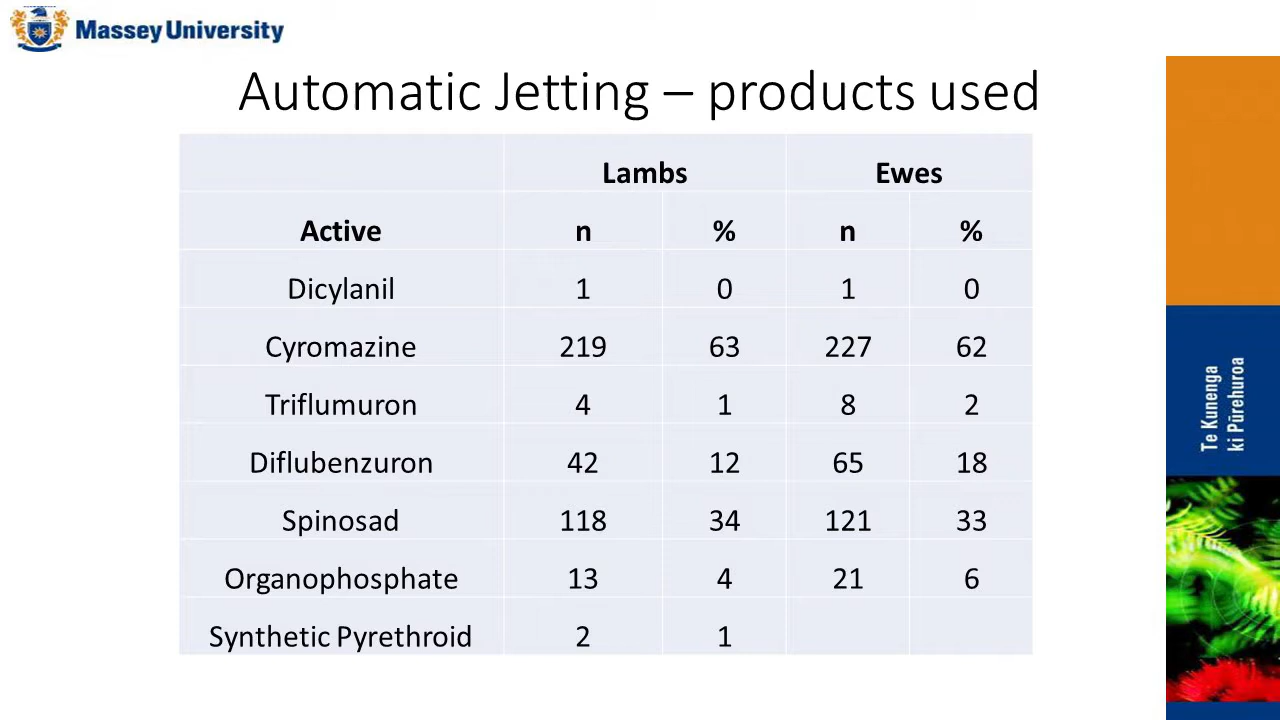 Massey University
Automatic Jetting – products used
Lambs Ewes
Active n % n %
Dicylanil 1 0 1 0
Cyromazine 219 63 227 62
Triflumuron 4 1 8 2
Diflubenzuron 42 12 65 18
Spinosad 118 34 121 33
Organophosphate 13 4 21 6
Synthetic Pyrethroid 2 1
Te Kunenga
ki Pūrehuroa